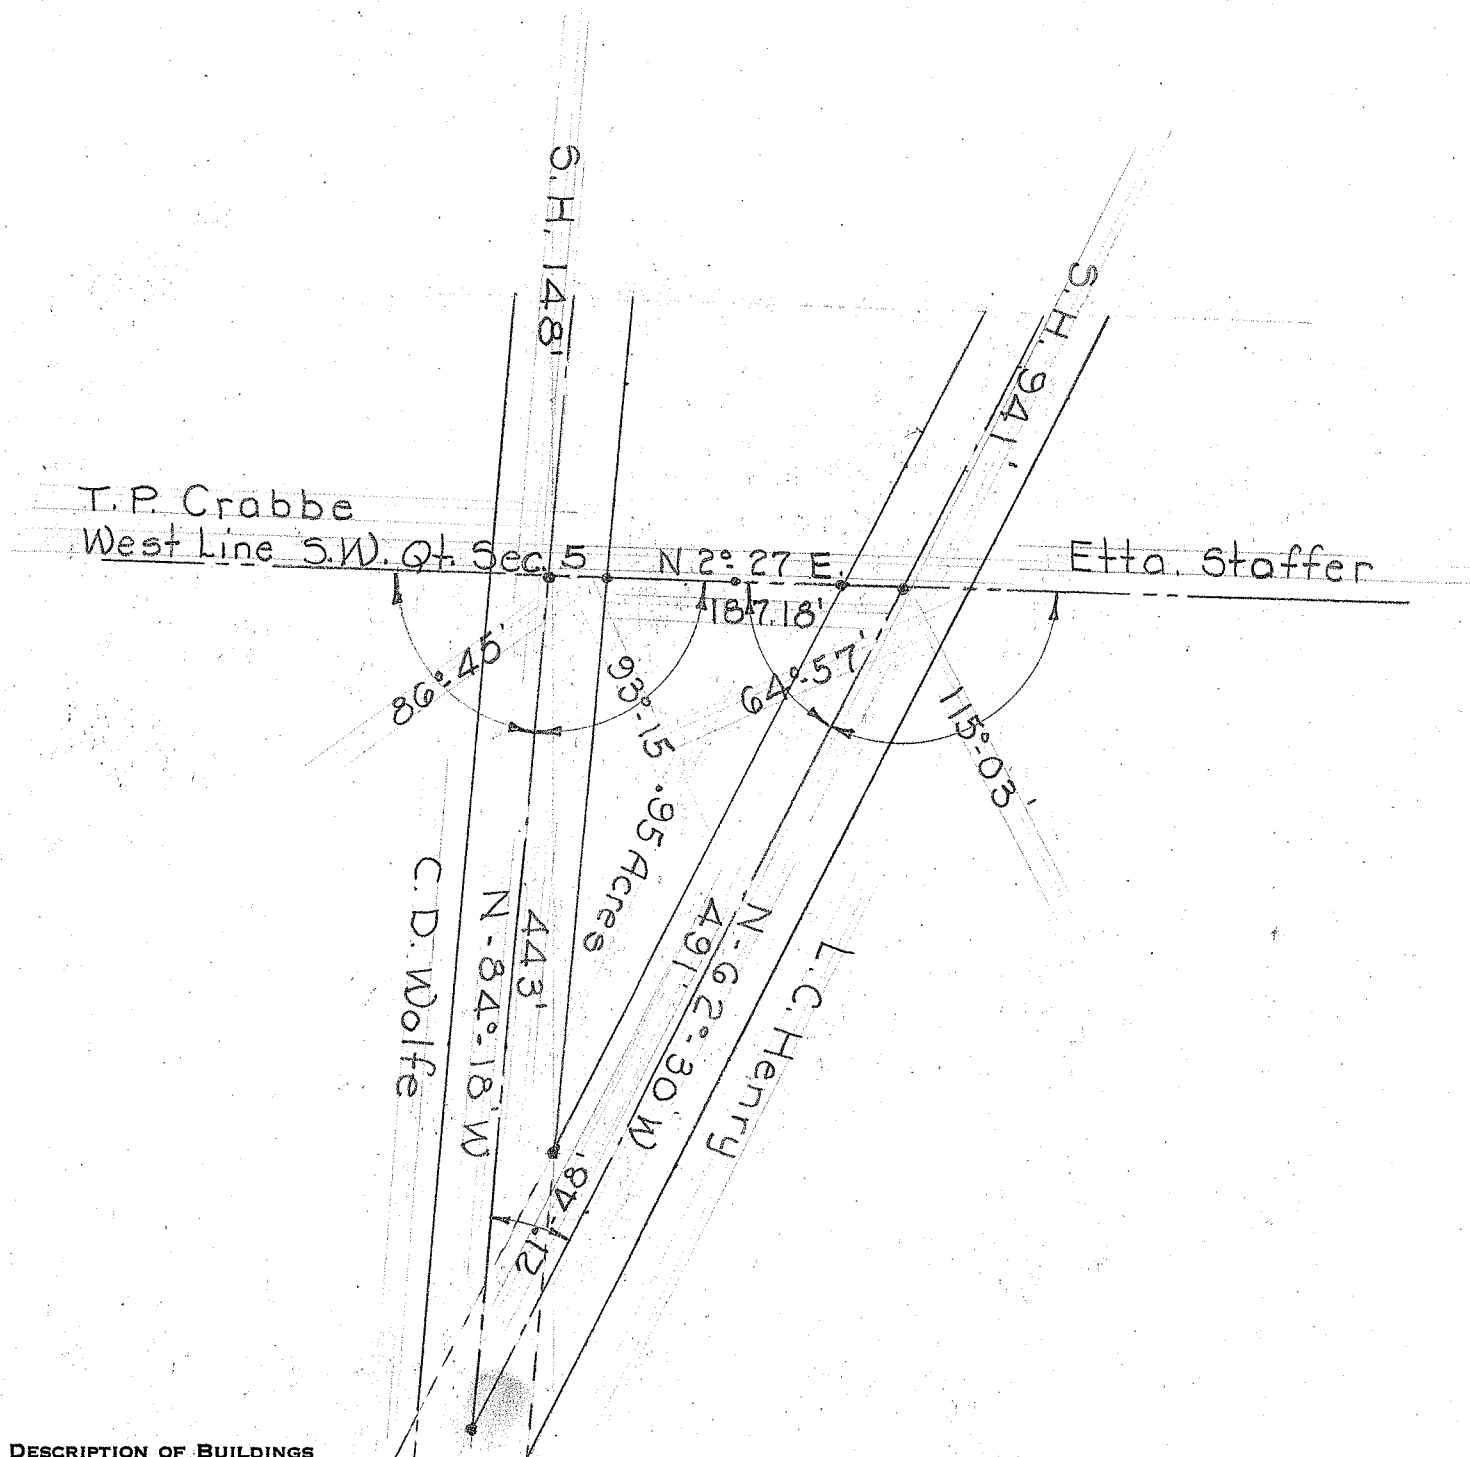 S. H. 148'
S. H. 941'
T. P. Crabbe
West Line S.W. Qt. Sec. 5
N 2°-27 E.
187.18'
Etta. Staffer
86°-45'
93°-15
64°-57'
115°-03'
.95 Acres
C. D. Wolfe
N-84°-18' W
443'
491'
N-62°-30' W
L.C. Henry
21°-48'
DESCRIPTION OF BUILDINGS